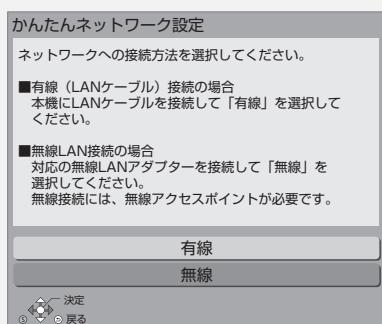 かんたんネットワーク設定
ネットワークへの接続方法を選択してください。
■有線（LANケーブル）接続の場合
本機にLANケーブルを接続して「有線」を選択して
ください。
■無線LAN接続の場合
対応の無線LANアダプターを接続して「無線」を
選択してください。
無線接続には、無線アクセスポイントが必要です。
有線
無線
決定
S 戻る